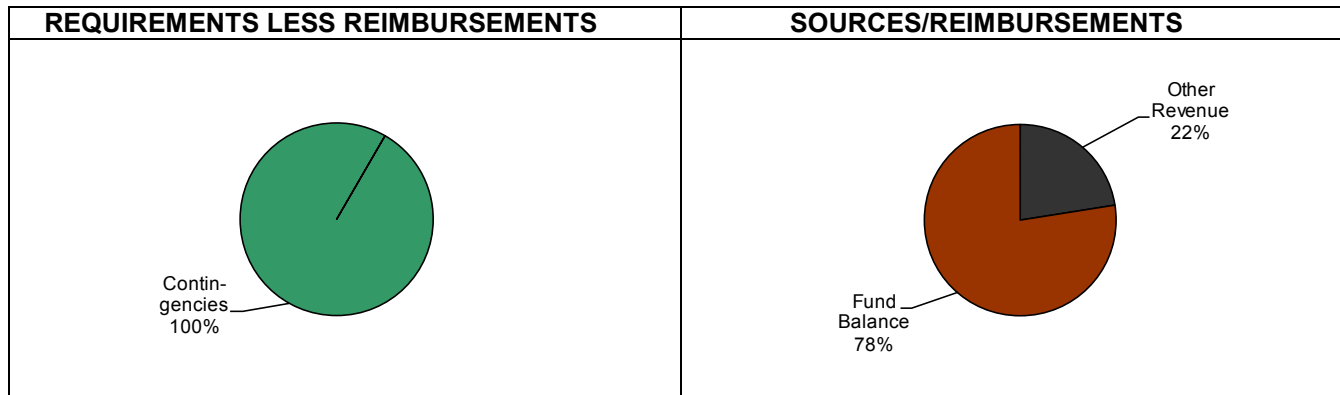 REQUIREMENTS LESS REIMBURSEMENTS
SOURCES/REIMBURSEMENTS
Contin-
gencies
100%
Other
Revenue
22%
Fund
Balance
78%